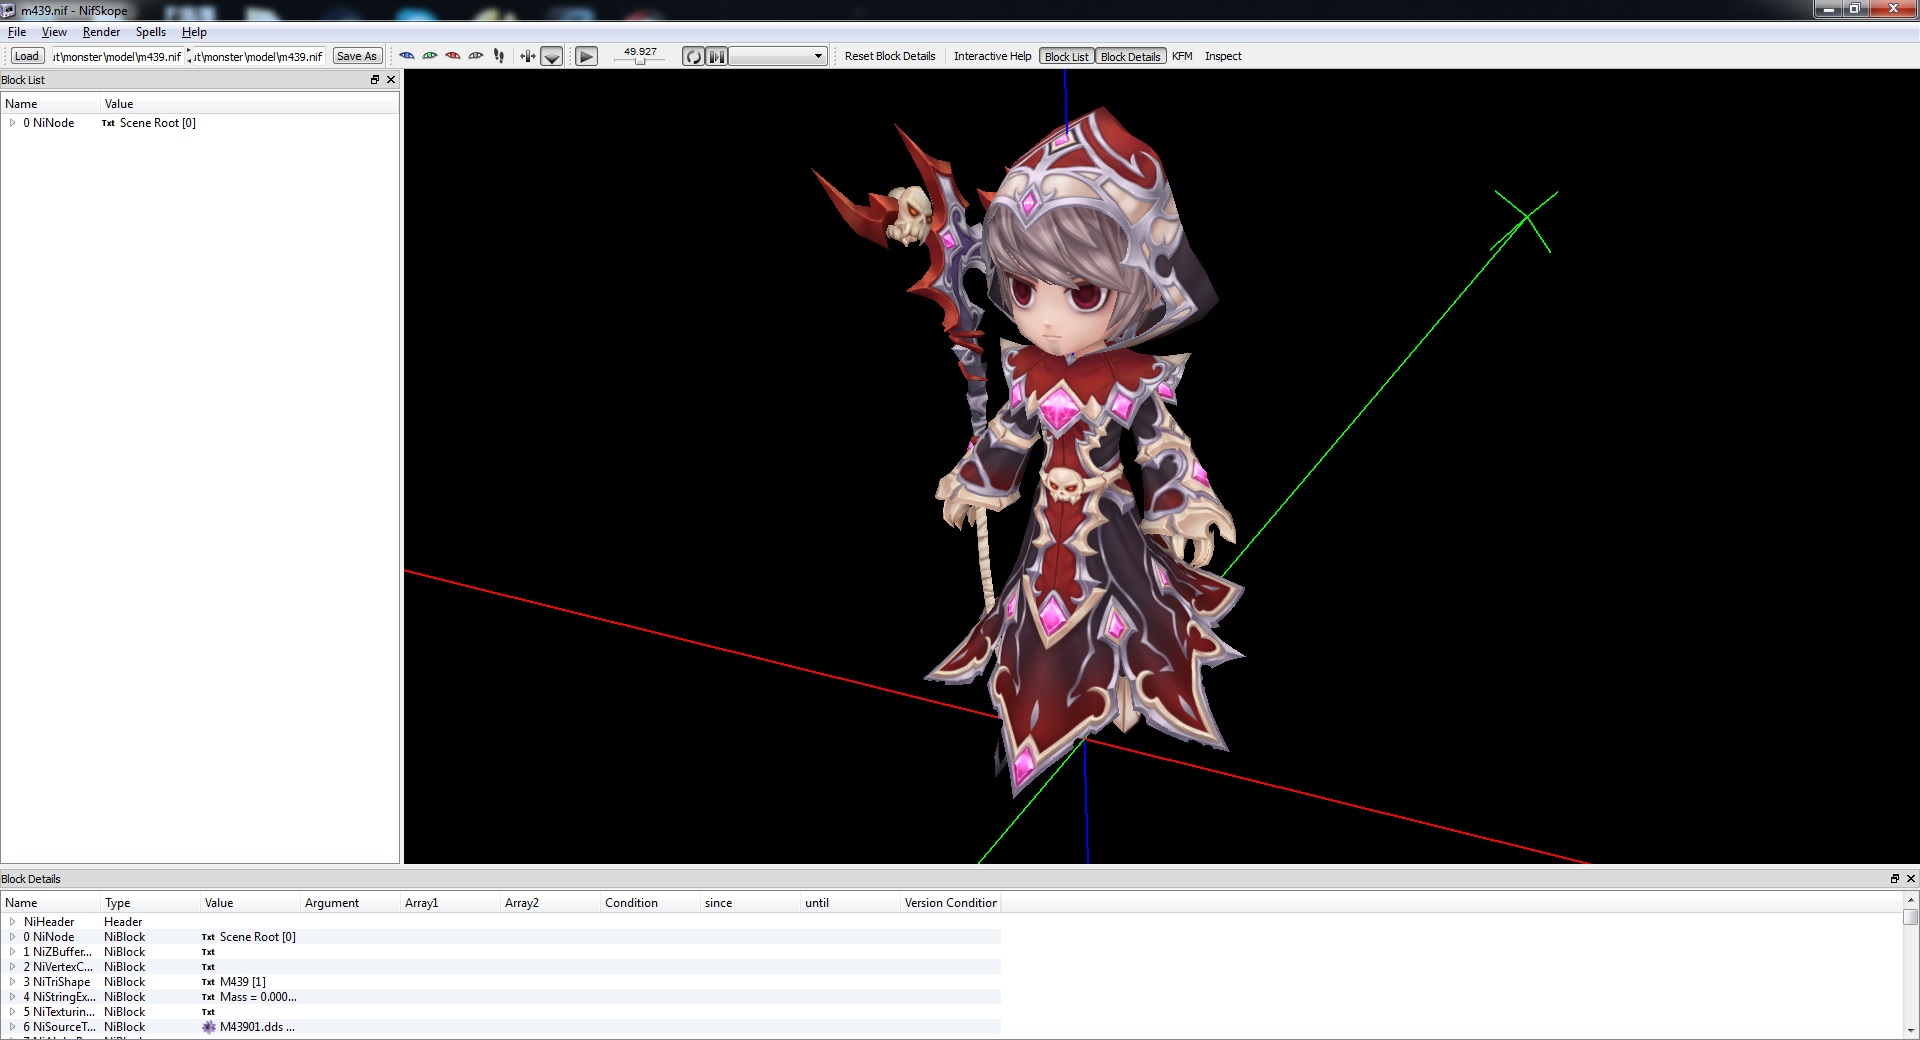 m439.nif - NifSkope
File View Render Spells Help
Load ut\monster\model\m439.nif ut\monster\model\m439.nif Save As 49.927 Reset Block Details Interactive Help Block List Block Details KFM Inspect
Block List
Name Value
0 NiNode Txt Scene Root [0]
Block Details
Name Type Value Argument Array1 Array2 Condition since until Version Condition
NiHeader Header
0 NiNode NiBlock Txt Scene Root [0]
1 NiZBuffer... NiBlock Txt
2 NiVertexC... NiBlock Txt
3 NiTriShape NiBlock Txt M439 [1]
4 NiStringEx... NiBlock Txt Mass = 0.000...
5 NiTexturin... NiBlock Txt
6 NiSourceT... NiBlock M43901.dds ...